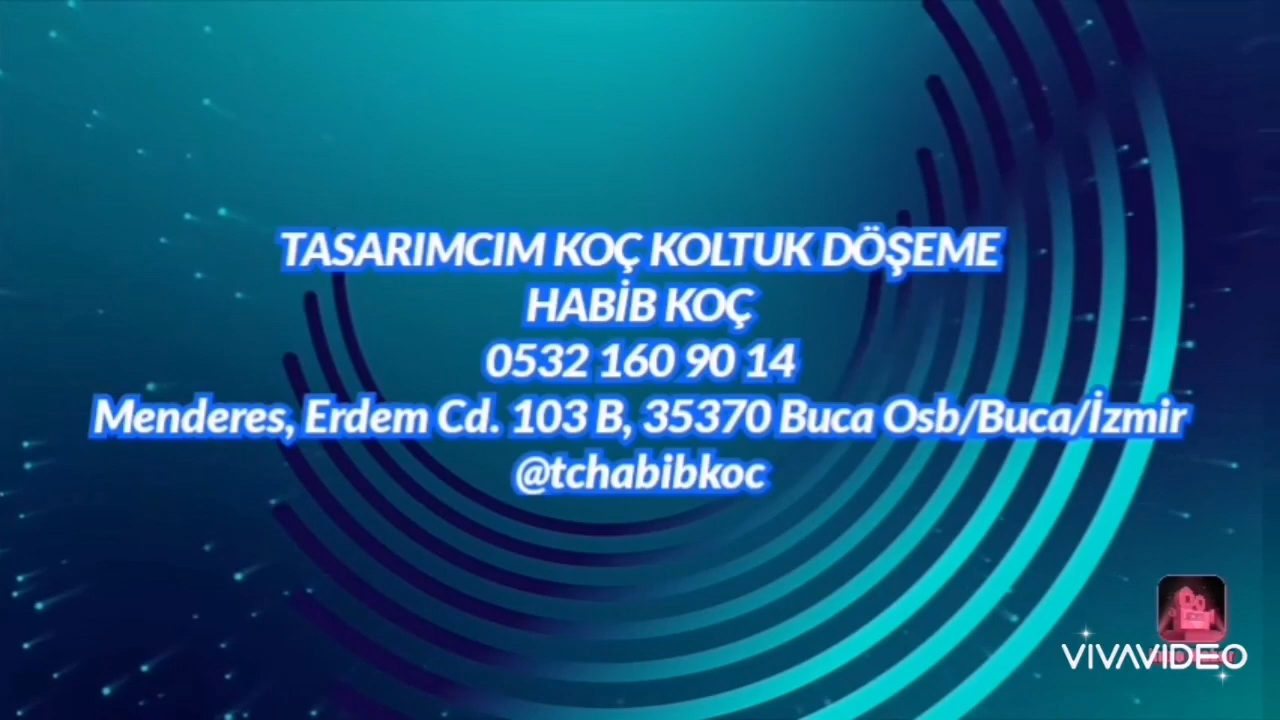 TASARIMCIM KOÇ KOLTUK DÖŞEME
HABİB KOÇ
0532 160 90 14
Menderes, Erdem Cd. 103 B, 35370 Buca Osb/Buca/İzmir
@tchabibkoc
VIVAVIDEO